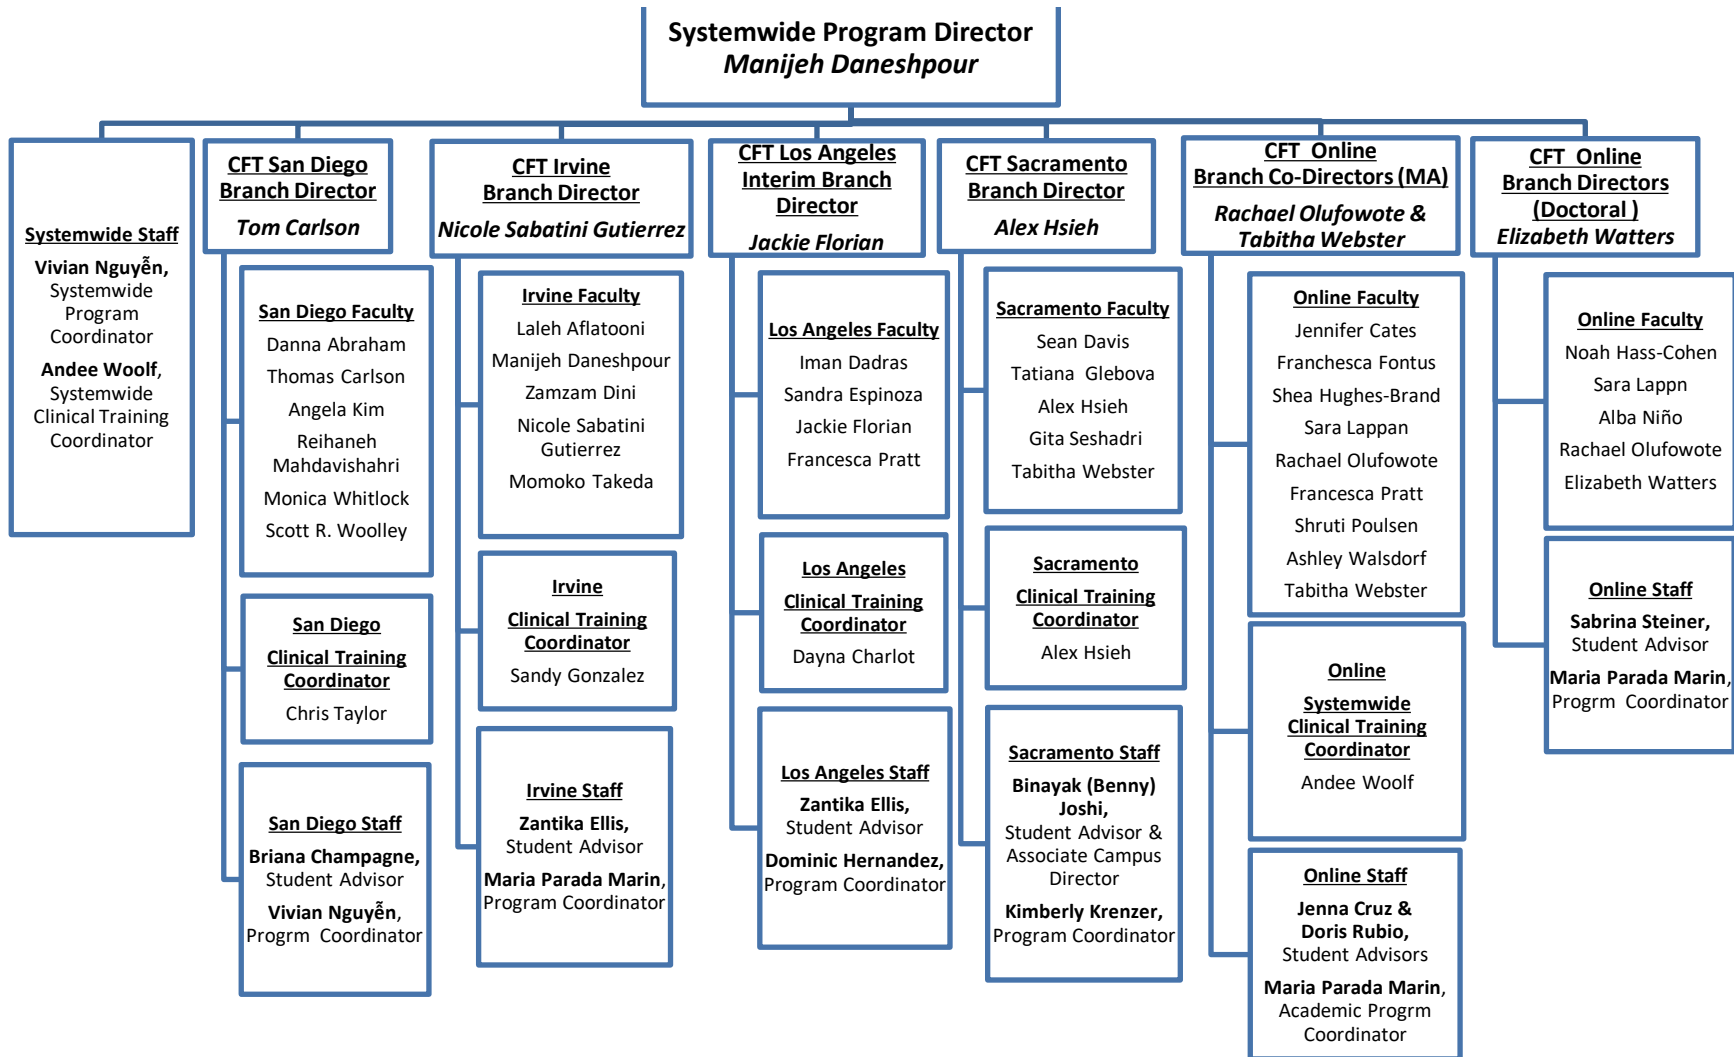 Systemwide Program Director
Manijeh Daneshpour
Systemwide Staff
Vivian Nguyễn,
Systemwide
Program
Coordinator
Andee Woolf,
Systemwide
Clinical Training
Coordinator
CFT San Diego
Branch Director
Tom Carlson
San Diego Faculty
Danna Abraham
Thomas Carlson
Angela Kim
Reihaneh
Mahdavishahri
Monica Whitlock
Scott R. Woolley
San Diego
Clinical Training
Coordinator
Chris Taylor
San Diego Staff
Briana Champagne,
Student Advisor
Vivian Nguyễn,
Progrm Coordinator
CFT Irvine
Branch Director
Nicole Sabatini Gutierrez
Irvine Faculty
Laleh Aflatooni
Manijeh Daneshpour
Zamzam Dini
Nicole Sabatini
Gutierrez
Momoko Takeda
Irvine
Clinical Training
Coordinator
Sandy Gonzalez
Irvine Staff
Zantika Ellis,
Student Advisor
Maria Parada Marin,
Program Coordinator
CFT Los Angeles
Interim Branch
Director
Jackie Florian
Los Angeles Faculty
Iman Dadras
Sandra Espinoza
Jackie Florian
Francesca Pratt
Los Angeles
Clinical Training
Coordinator
Dayna Charlot
Los Angeles Staff
Zantika Ellis,
Student Advisor
Dominic Hernandez,
Program Coordinator
CFT Sacramento
Branch Director
Alex Hsieh
Sacramento Faculty
Sean Davis
Tatiana Glebova
Alex Hsieh
Gita Seshadri
Tabitha Webster
Sacramento
Clinical Training
Coordinator
Alex Hsieh
Sacramento Staff
Binayak (Benny)
Joshi,
Student Advisor &
Associate Campus
Director
Kimberly Krenzer,
Program Coordinator
CFT Online
Branch Co-Directors (MA)
Rachael Olufowote &
Tabitha Webster
Online Faculty
Jennifer Cates
Franchesca Fontus
Shea Hughes-Brand
Sara Lappan
Rachael Olufowote
Francesca Pratt
Shruti Poulsen
Ashley Walsdorf
Tabitha Webster
Online
Systemwide
Clinical Training
Coordinator
Andee Woolf
Online Staff
Jenna Cruz &
Doris Rubio,
Student Advisors
Maria Parada Marin,
Academic Progrm
Coordinator
CFT Online
Branch Directors
(Doctoral )
Elizabeth Watters
Online Faculty
Noah Hass-Cohen
Sara Lappn
Alba Niño
Rachael Olufowote
Elizabeth Watters
Online Staff
Sabrina Steiner,
Student Advisor
Maria Parada Marin,
Progrm Coordinator